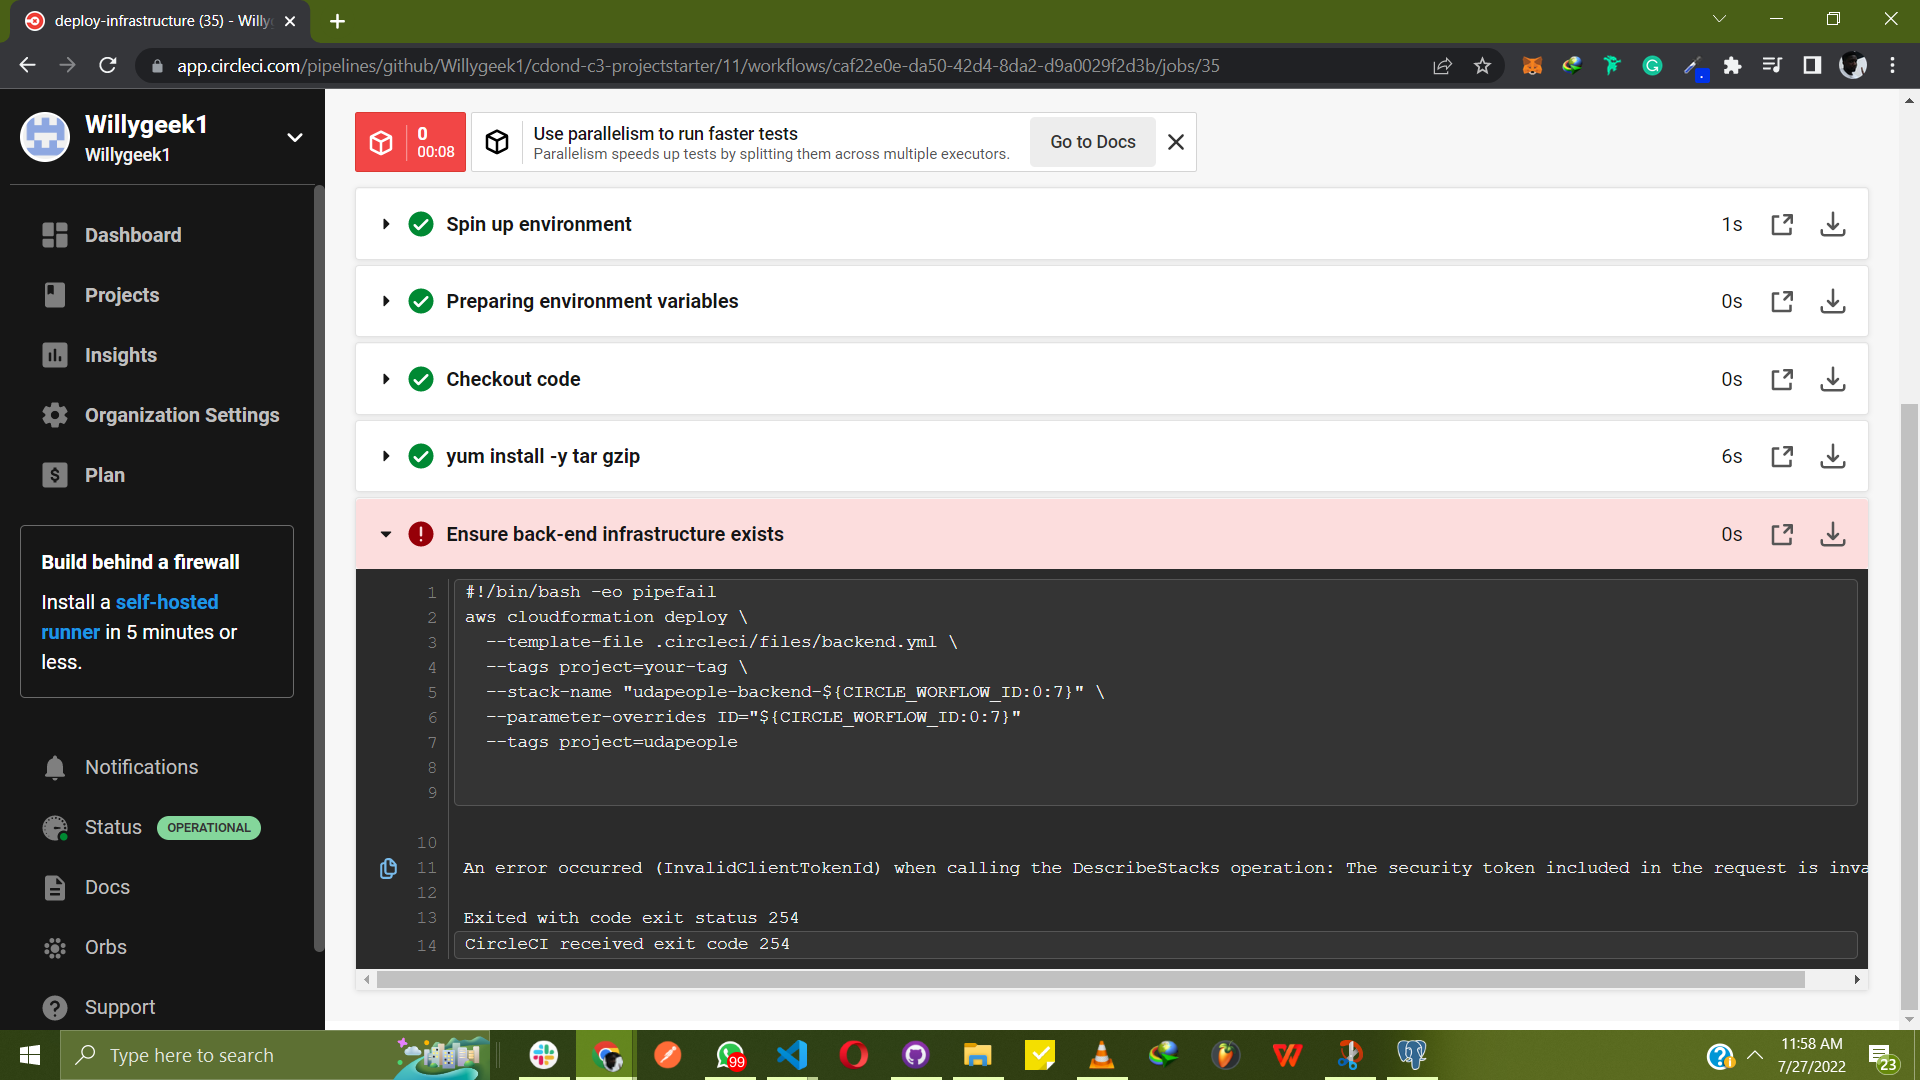 deploy-infrastructure (35) - Willy
app.circleci.com/pipelines/github/Willygeek1/cdond-c3-projectstarter/11/workflows/caf22e0e-da50-42d4-8da2-d9a0029f2d3b/jobs/35
Willygeek1
Willygeek1
Dashboard
Projects
Insights
Organization Settings
Plan
Build behind a firewall
Install a self-hosted
runner in 5 minutes or
less.
Notifications
Status OPERATIONAL
Docs
Orbs
Support
0
00:08
Use parallelism to run faster tests
Parallelism speeds up tests by splitting them across multiple executors.
Go to Docs
Spin up environment 1s
Preparing environment variables 0s
Checkout code 0s
yum install -y tar gzip 6s
Ensure back-end infrastructure exists 0s
1 #!/bin/bash -eo pipefail
2 aws cloudformation deploy \
3 --template-file .circleci/files/backend.yml \
4 --tags project=your-tag \
5 --stack-name "udapeople-backend-${CIRCLE_WORFLOW_ID:0:7}" \
6 --parameter-overrides ID="${CIRCLE_WORFLOW_ID:0:7}"
7 --tags project=udapeople
8
9
10
11 An error occurred (InvalidClientTokenId) when calling the DescribeStacks operation: The security token included in the request is inva
12
13 Exited with code exit status 254
14 CircleCI received exit code 254
Type here to search
99
11:58 AM
7/27/2022
23